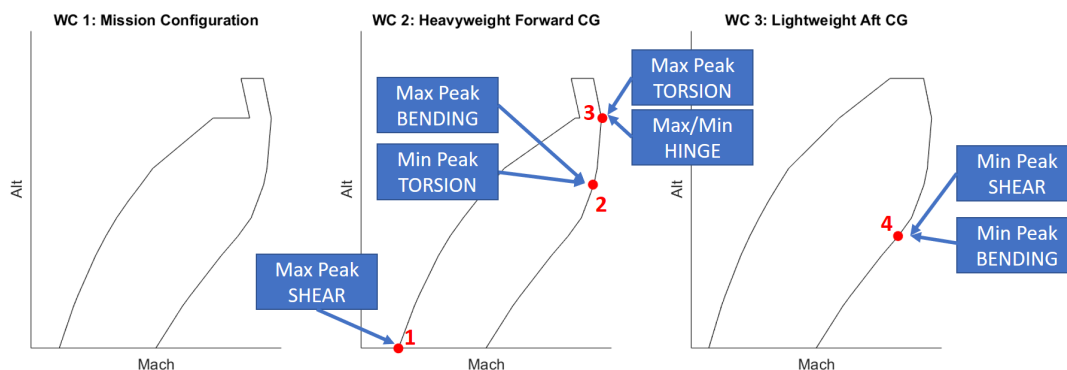 WC 1: Mission Configuration
WC 2: Heavyweight Forward CG
WC 3: Lightweight Aft CG
Alt
Mach
Max Peak
SHEAR
1
Max Peak
BENDING
Min Peak
TORSION
2
3
Max Peak
TORSION
Max/Min
HINGE
Alt
Mach
Min Peak
SHEAR
4
Min Peak
BENDING
Alt
Mach